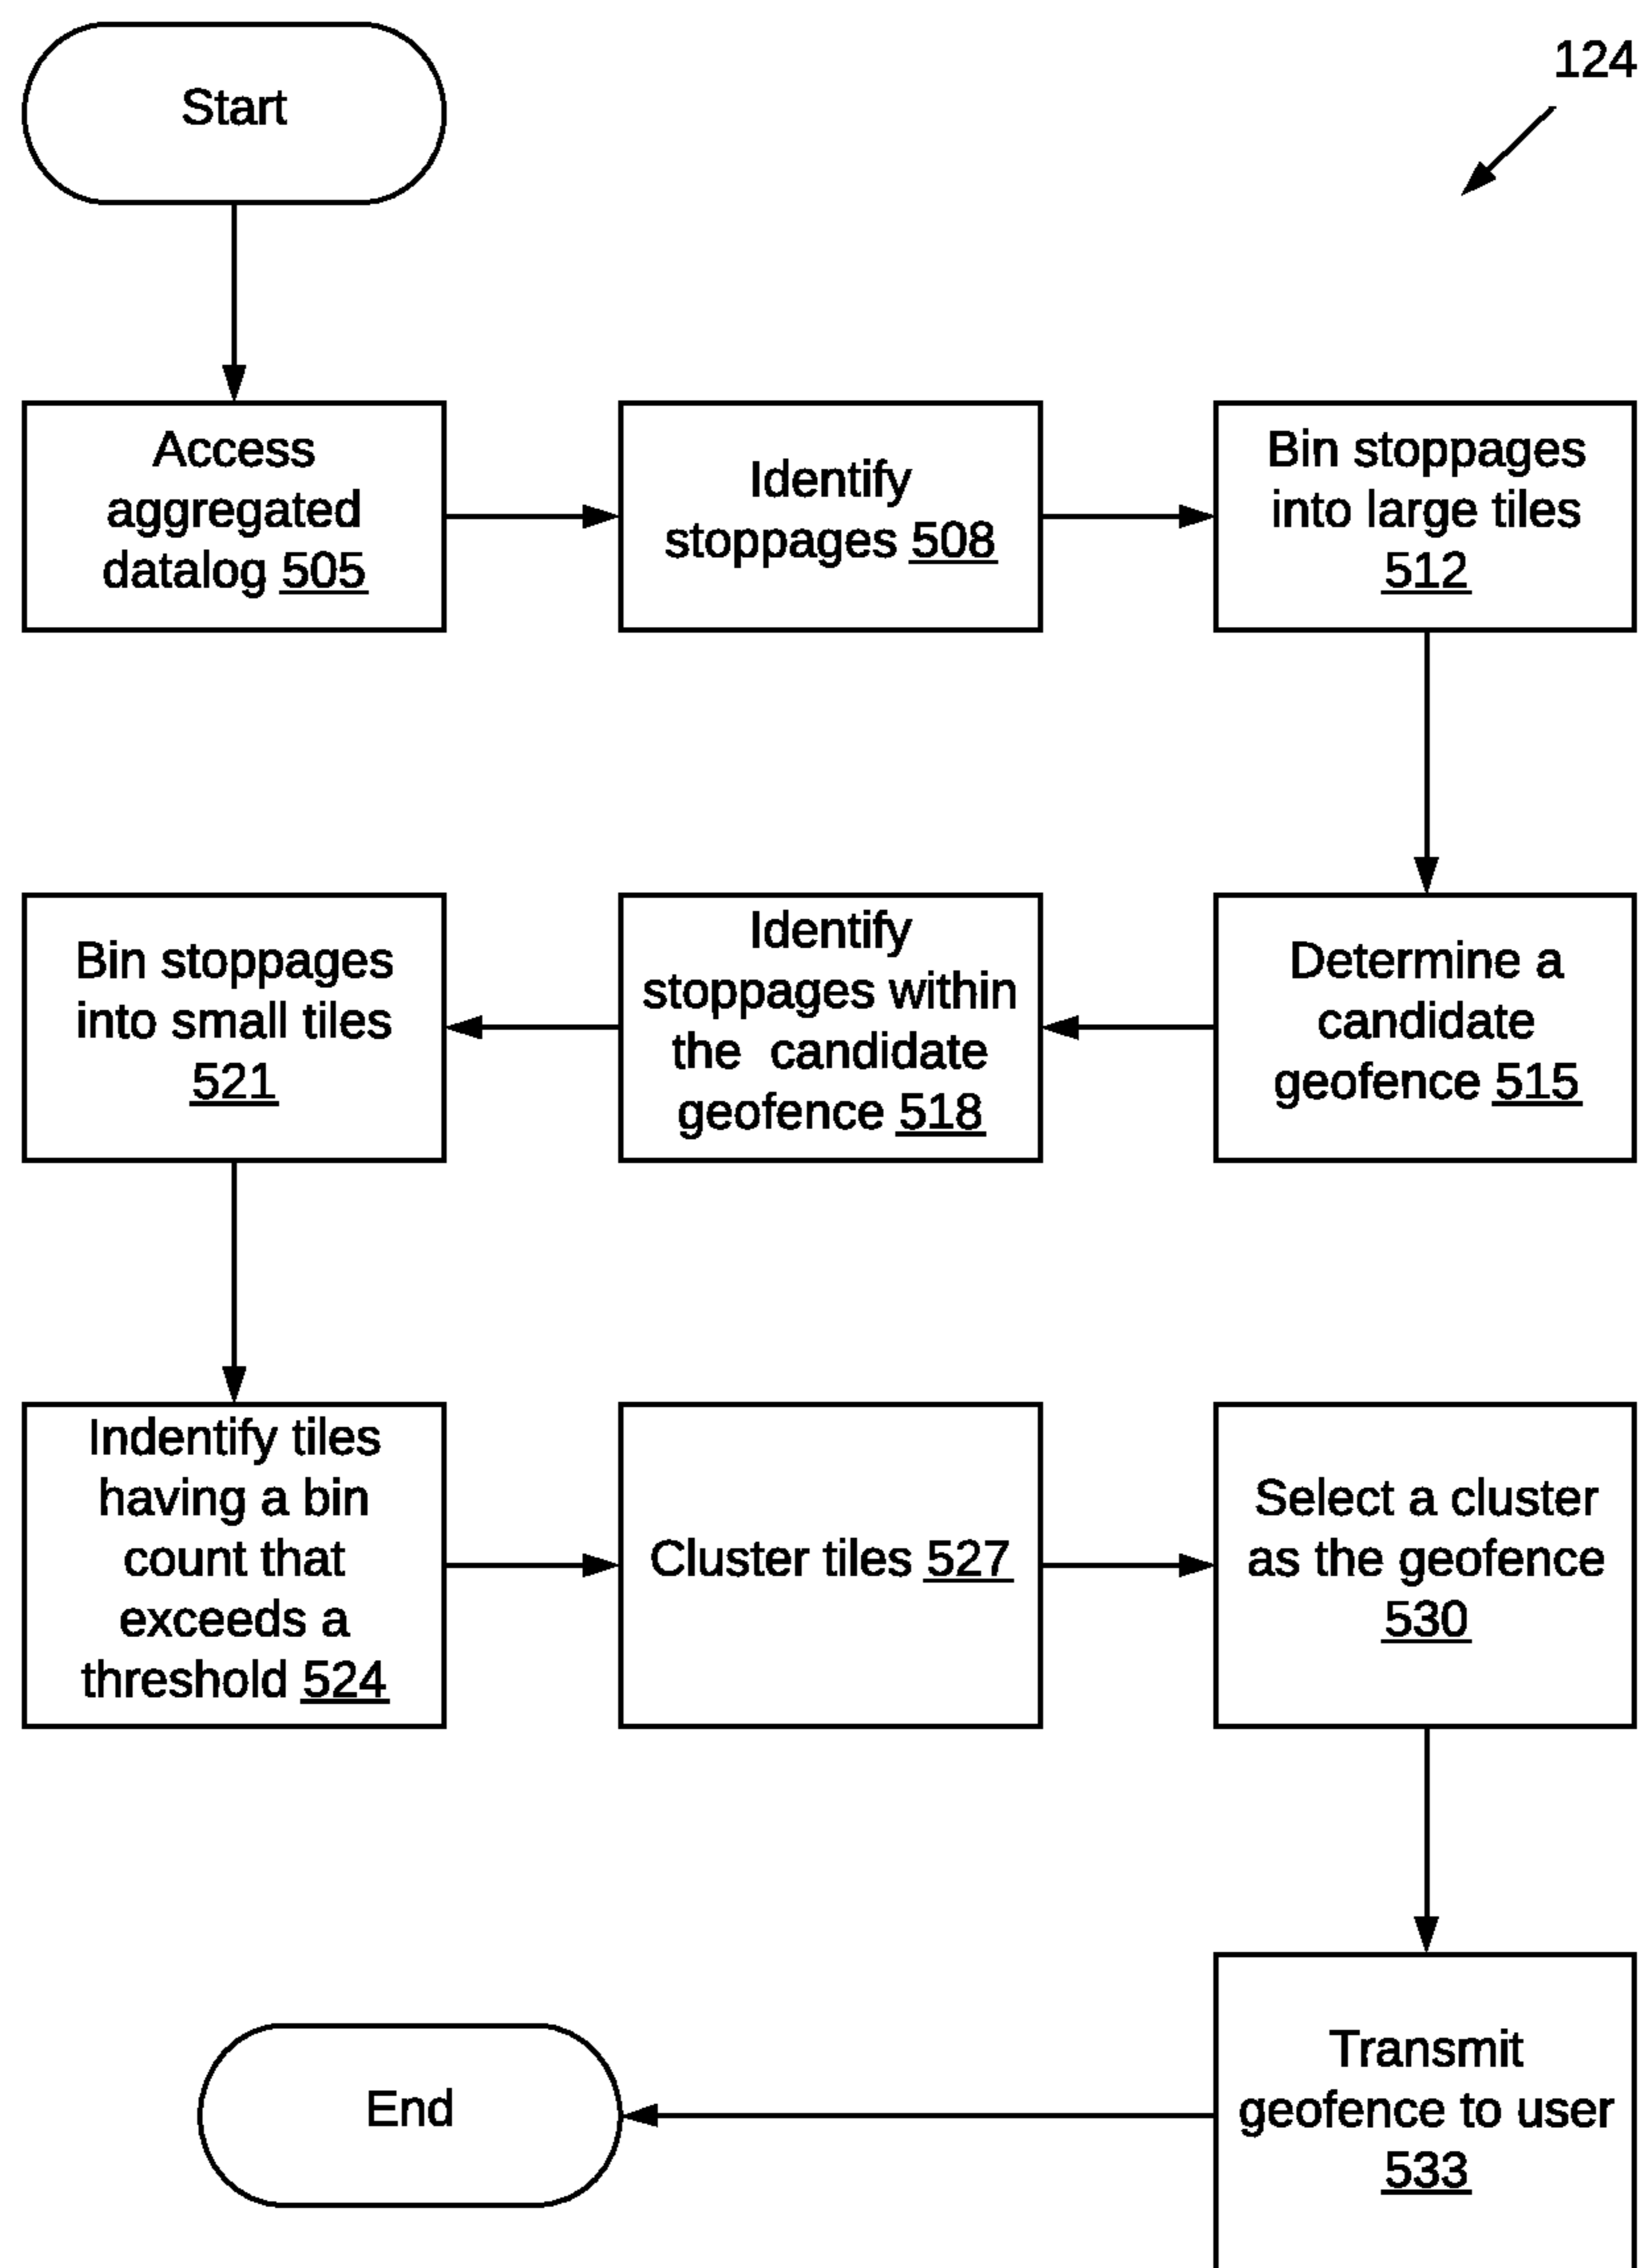 Start
124
Access
aggregated
datalog 505
Identify
stoppages 508
Bin stoppages
into large tiles
512
Determine a
candidate
geofence 515
Identify
stoppages within
the candidate
geofence 518
Bin stoppages
into small tiles
521
Indentify tiles
having a bin
count that
exceeds a
threshold 524
Cluster tiles 527
Select a cluster
as the geofence
530
Transmit
geofence to user
533
End